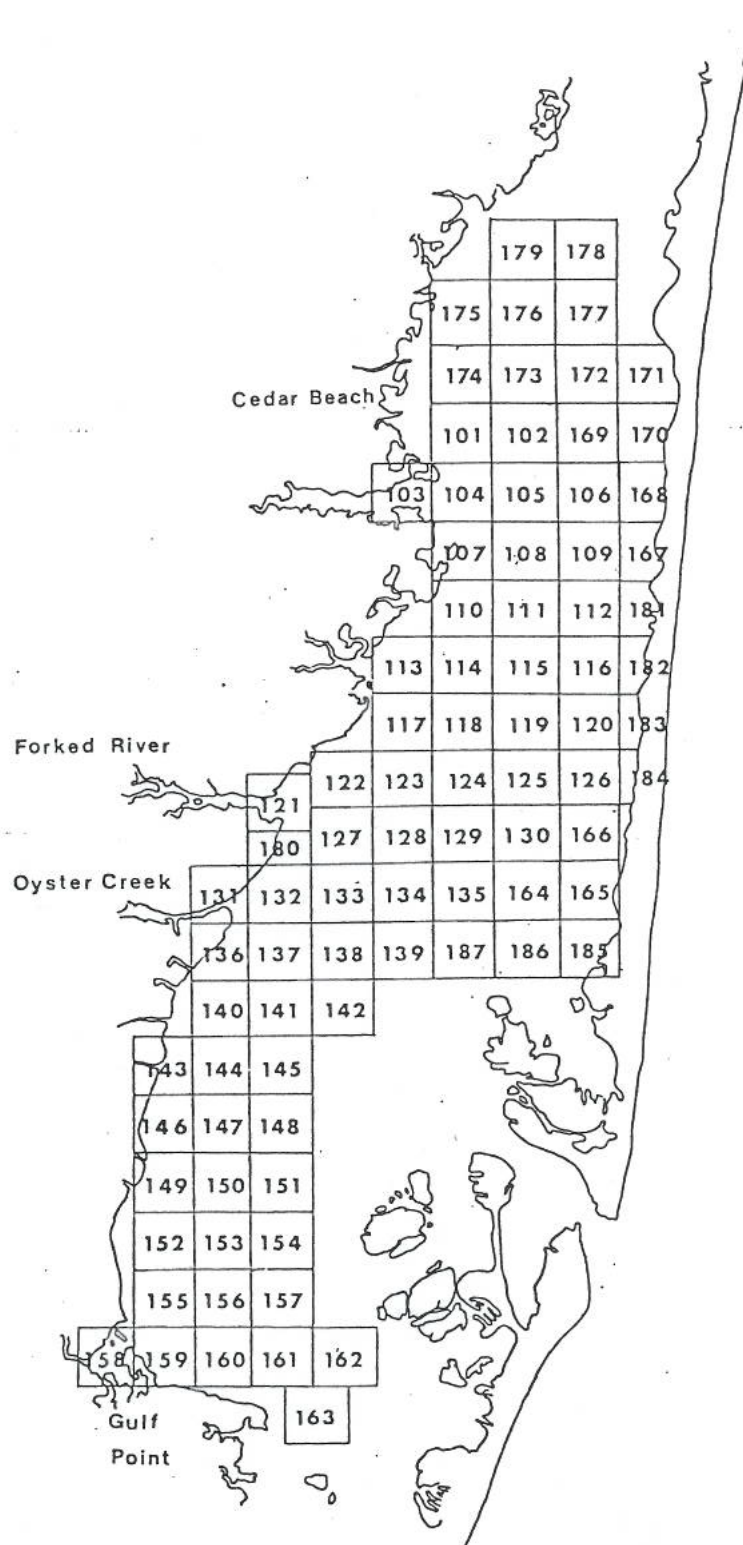 179 178
175 176 177
174 173 172 171
Cedar Beach
101 102 169 170
103 104 105 106 168
107 108 109 167
110 111 112 181
113 114 115 116 182
117 118 119 120 183
Forked River
122 123 124 125 126 184
121
127 128 129 130 166
180
Oyster Creek
131 132 133 134 135 164 165
136 137 138 139 187 186 185
140 141 142
143 144 145
146 147 148
149 150 151
152 153 154
155 156 157
158 159 160 161 162
163
Gulf
Point